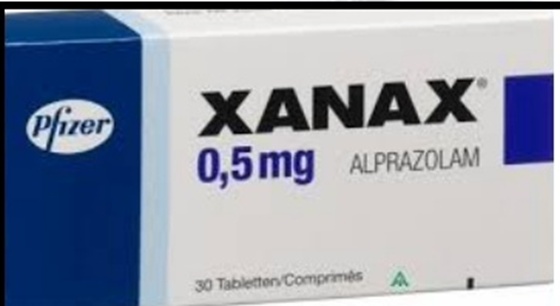 Pfizer
XANAX®
0,5 mg ALPRAZOLAM
30 Tabletten/Comprimés